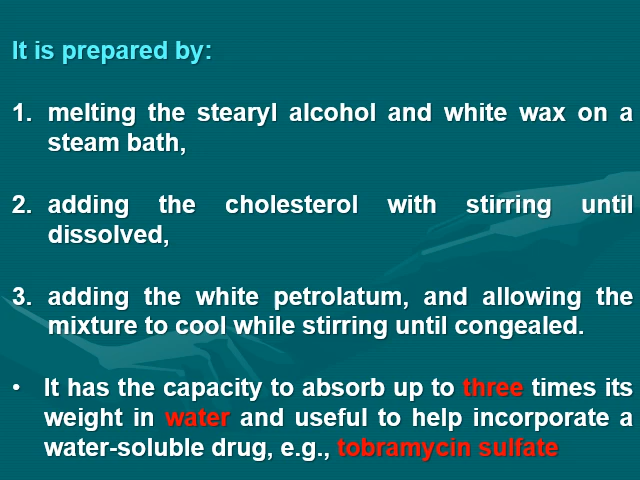 It is prepared by:
1. melting the stearyl alcohol and white wax on a
steam bath,
2. adding the cholesterol with stirring until
dissolved,
3. adding the white petrolatum, and allowing the
mixture to cool while stirring until congealed.
• It has the capacity to absorb up to three times its
weight in water and useful to help incorporate a
water-soluble drug, e.g., tobramycin sulfate